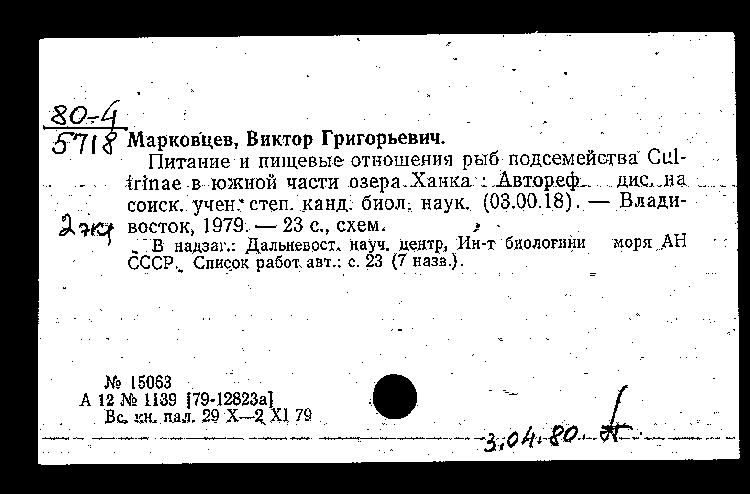 80-4
5718
Марковцев, Виктор Григорьевич.
Питание и пищевые отношения рыб подсемейства Cul-
trinae в южной части озера Ханка : Автореф. дис. на
соиск. учен. степ. канд. биол. наук. (03.00.18). — Влади-
2 экз
восток, 1979. — 23 с., схем.
В надзаг.: Дальневост. науч. центр, Ин-т биологини моря АН
СССР. Список работ авт.: с. 23 (7 назв.).
№ 15063
А 12 № 1139 [79-12823а]
Вс. кн. пал. 29 X—2 XI 79
3.04.80.